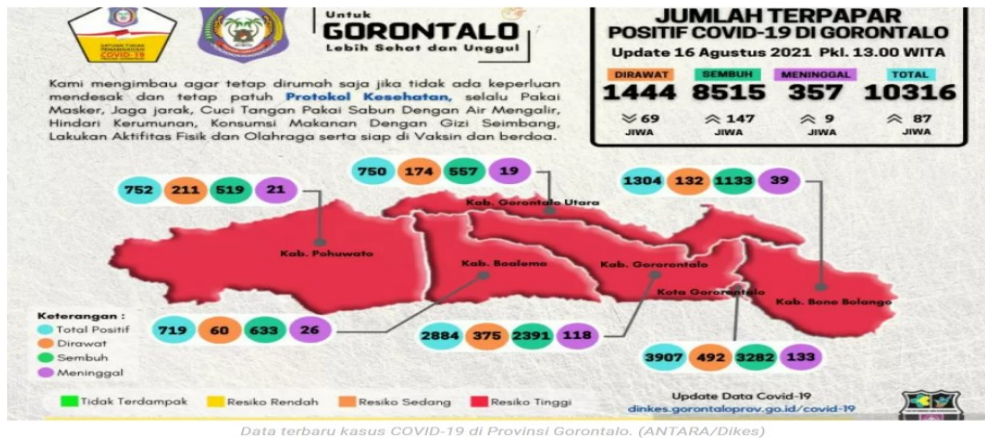 Untuk
GORONTALO
Lebih Sehat dan Unggul
Kami mengimbau agar tetap dirumah saja jika tidak ada keperluan
mendesak dan tetap patuh Protokol Kesehatan, selalu Pakai
Masker, Jaga jarak, Cuci Tangan Pakai Sabun Dengan Air Mengalir,
Hindari Kerumunan, Konsumsi Makanan Dengan Gizi Seimbang,
Lakukan Aktifitas Fisik dan Olahraga serta siap di Vaksin dan berdoa.
JUMLAH TERPAPAR
POSITIF COVID-19 DI GORONTALO
Update 16 Agustus 2021 Pkl. 13.00 WITA
DIRAWAT SEMBUH MENINGGAL TOTAL
1444 8515 357 10316
69 147 9 87
JIWA JIWA JIWA JIWA
750 174 557 19
752 211 519 21
1304 132 1133 39
Kab. Gorontalo Utara
Kab. Pohuwato
Kab. Boalemo
Kab. Gororontalo
Kota Gororontalo
Kab. Bone Bolango
719 60 633 26
2884 375 2391 118
3907 492 3282 133
Keterangan :
Total Positif
Dirawat
Sembuh
Meninggal
Tidak Terdampak Resiko Rendah Resiko Sedang Resiko Tinggi
Update Data Covid-19
dinkes.gorontaloprov.go.id/covid-19
Data terbaru kasus COVID-19 di Provinsi Gorontalo. (ANTARA/Dikes)